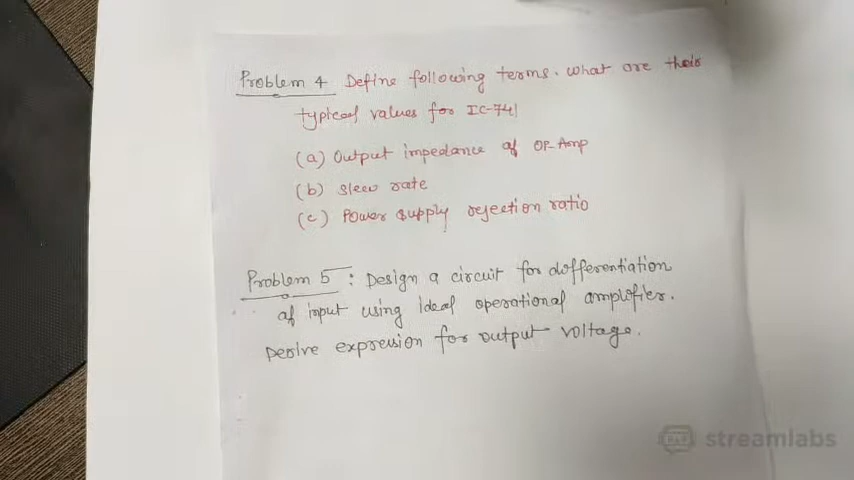 Problem 4 Define following terms. What are their
typical values for IC-741
(a) Output impedance of OP-Amp
(b) slew rate
(c) Power supply rejection ratio
Problem 5 : Design a circuit for differentiation
of input using ideal operational amplifier.
Derive expression for output voltage.
streamlabs